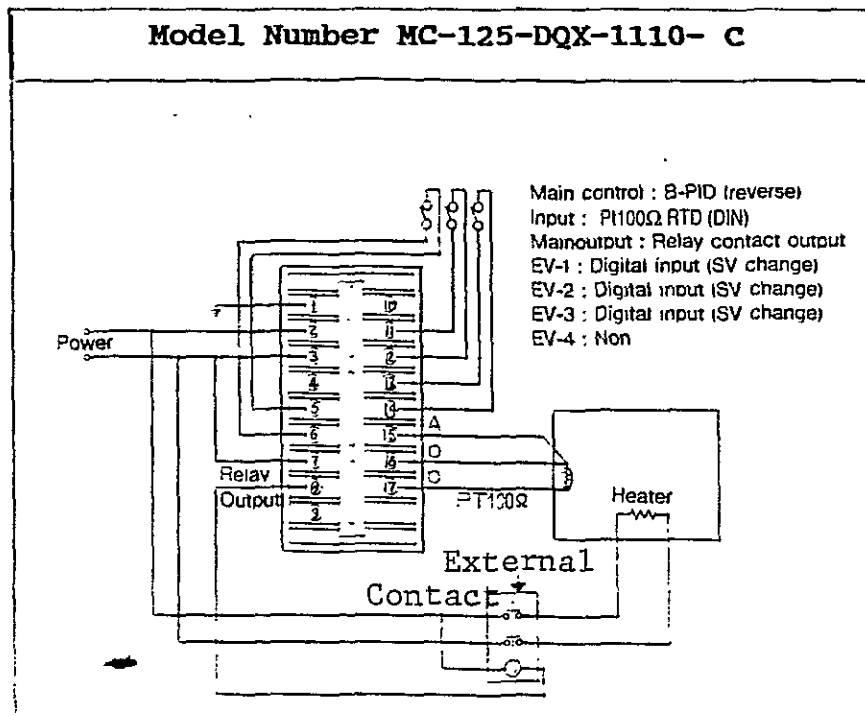 Model Number MC-125-DQX-1110- C
Main control : B-PID (reverse)
Input : Pt100Ω RTD (DIN)
Mainoutput : Relay contact output
EV-1 : Digital input (SV change)
EV-2 : Digital input (SV change)
EV-3 : Digital input (SV change)
EV-4 : Non
Power
1 10
2 11
3 12
4 13
5 14
6 15 A
7 16
8 17
Relay
Output
PT100Ω
Heater
External
Contact